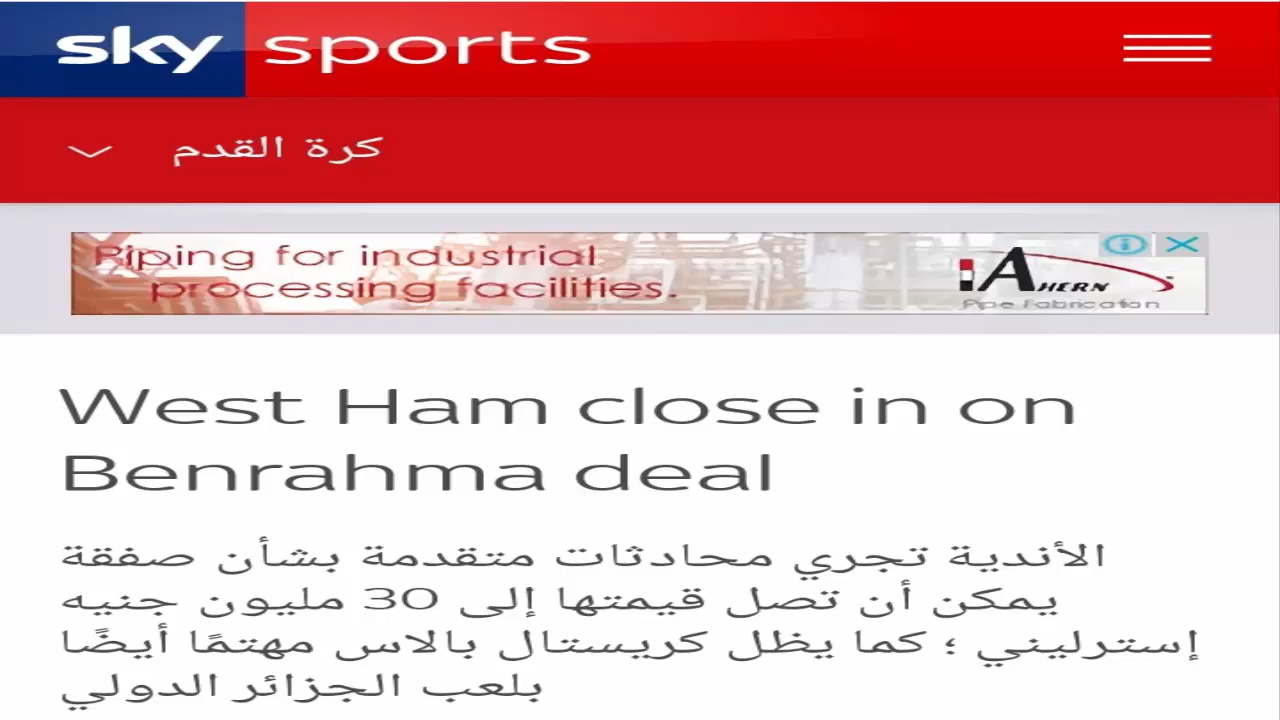 sky sports
كرة القدم
Piping for industrial
processing facilities.
AHERN
Pipe Fabrication
West Ham close in on
Benrahma deal
الأندية تجري محادثات متقدمة بشأن صفقة
يمكن أن تصل قيمتها إلى 30 مليون جنيه
إسترليني ؛ كما يظل كريستال بالاس مهتمًا أيضًا
بلعب الجزائر الدولي